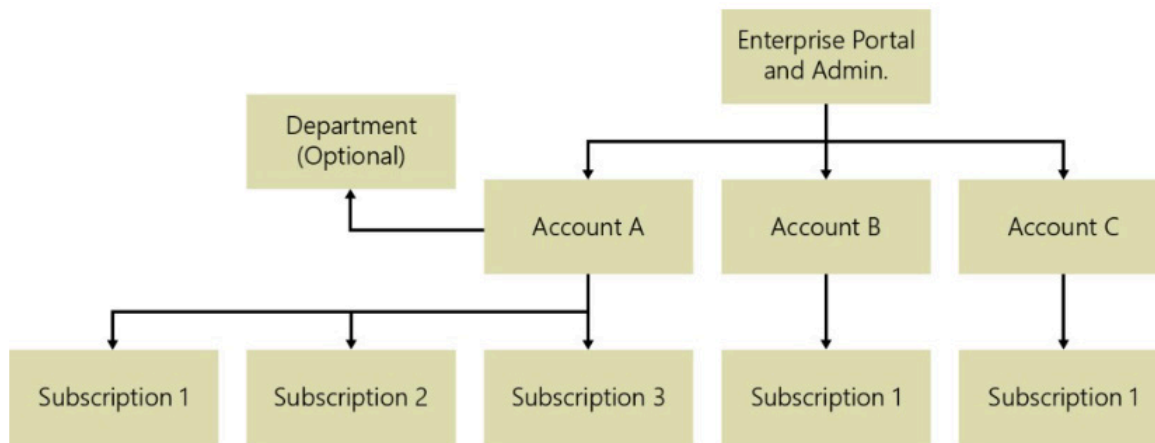 Enterprise Portal
and Admin.
Department
(Optional)
Account A
Account B
Account C
Subscription 1
Subscription 2
Subscription 3
Subscription 1
Subscription 1